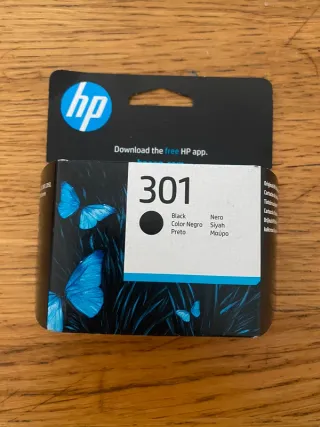 hp
Download the free HP app.
301
Black Nero
Color Negro Siyah
Preto Μαύρο